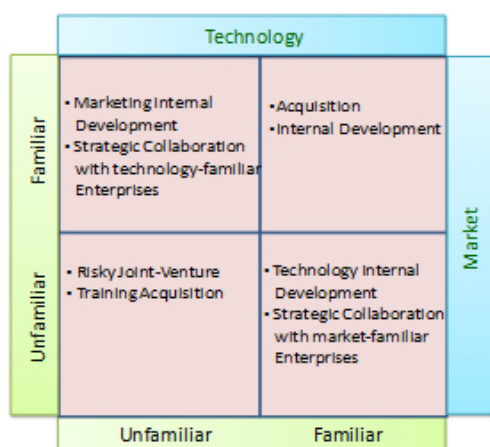 Technology
Familiar
• Marketing Internal
Development
• Strategic Collaboration
with technology-familiar
Enterprises
• Acquisition
• Internal Development
Market
Unfamiliar
• Risky Joint-Venture
• Training Acquisition
• Technology Internal
Development
• Strategic Collaboration
with market-familiar
Enterprises
Unfamiliar
Familiar